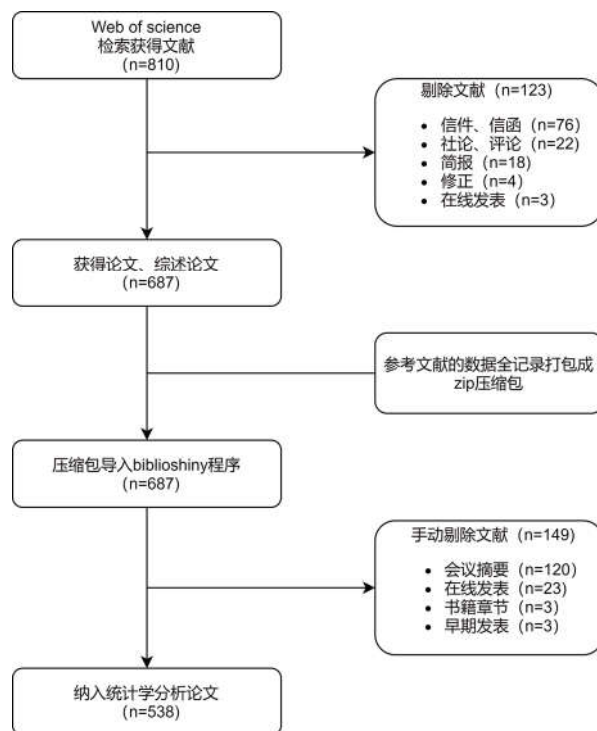 Web of science
检索获得文献
(n=810)
剔除文献（n=123）
• 信件、信函（n=76）
• 社论、评论（n=22）
• 简报（n=18）
• 修正（n=4）
• 在线发表（n=3）
获得论文、综述论文
（n=687）
参考文献的数据全记录打包成
zip压缩包
压缩包导入biblioshiny程序
（n=687）
手动剔除文献（n=149）
• 会议摘要（n=120）
• 在线发表（n=23）
• 书籍章节（n=3）
• 早期发表（n=3）
纳入统计学分析论文
（n=538）